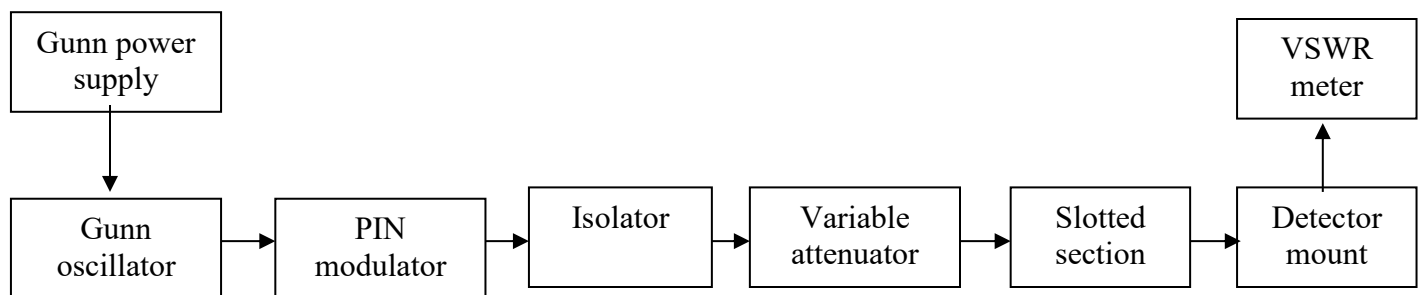 Gunn power
supply
VSWR
meter
Gunn
oscillator
PIN
modulator
Isolator
Variable
attenuator
Slotted
section
Detector
mount